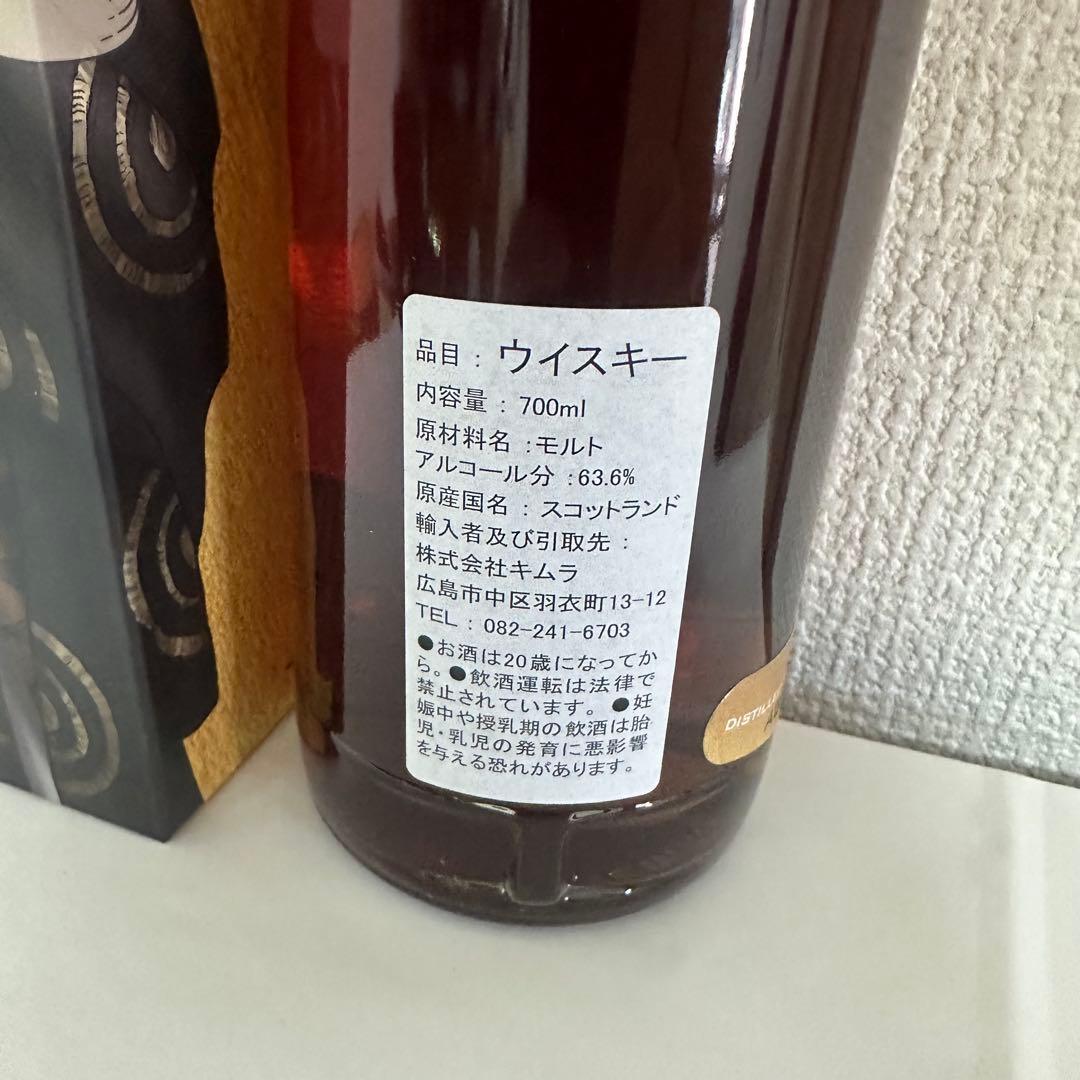 品目 : ウイスキー
内容量 : 700ml
原材料名 :モルト
アルコール分 :63.6%
原産国名 : スコットランド
輸入者及び引取先 :
株式会社キムラ
広島市中区羽衣町13-12
TEL : 082-241-6703
●お酒は20歳になってか
ら。●飲酒運転は法律で
禁止されています。 ●妊
娠中や授乳期の飲酒は胎
児・乳児の発育に悪影響
を与える恐れがあります。